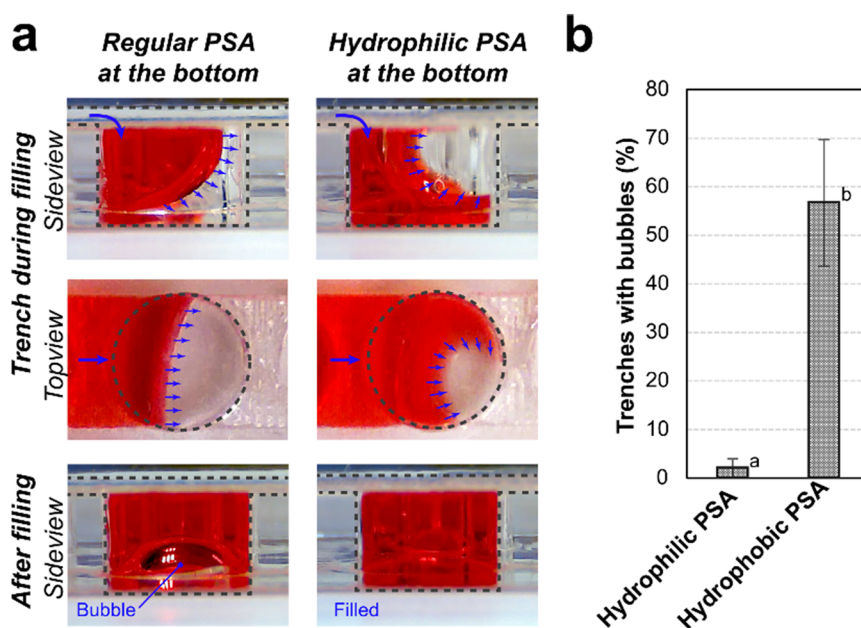 a
Regular PSA
at the bottom
Hydrophilic PSA
at the bottom
Trench during filling
Sideview
Topview
After filling
Sideview
Bubble
Filled
b
Trenches with bubbles (%)
80
70
60
50
40
30
20
10
0
a
b
Hydrophilic PSA
Hydrophobic PSA